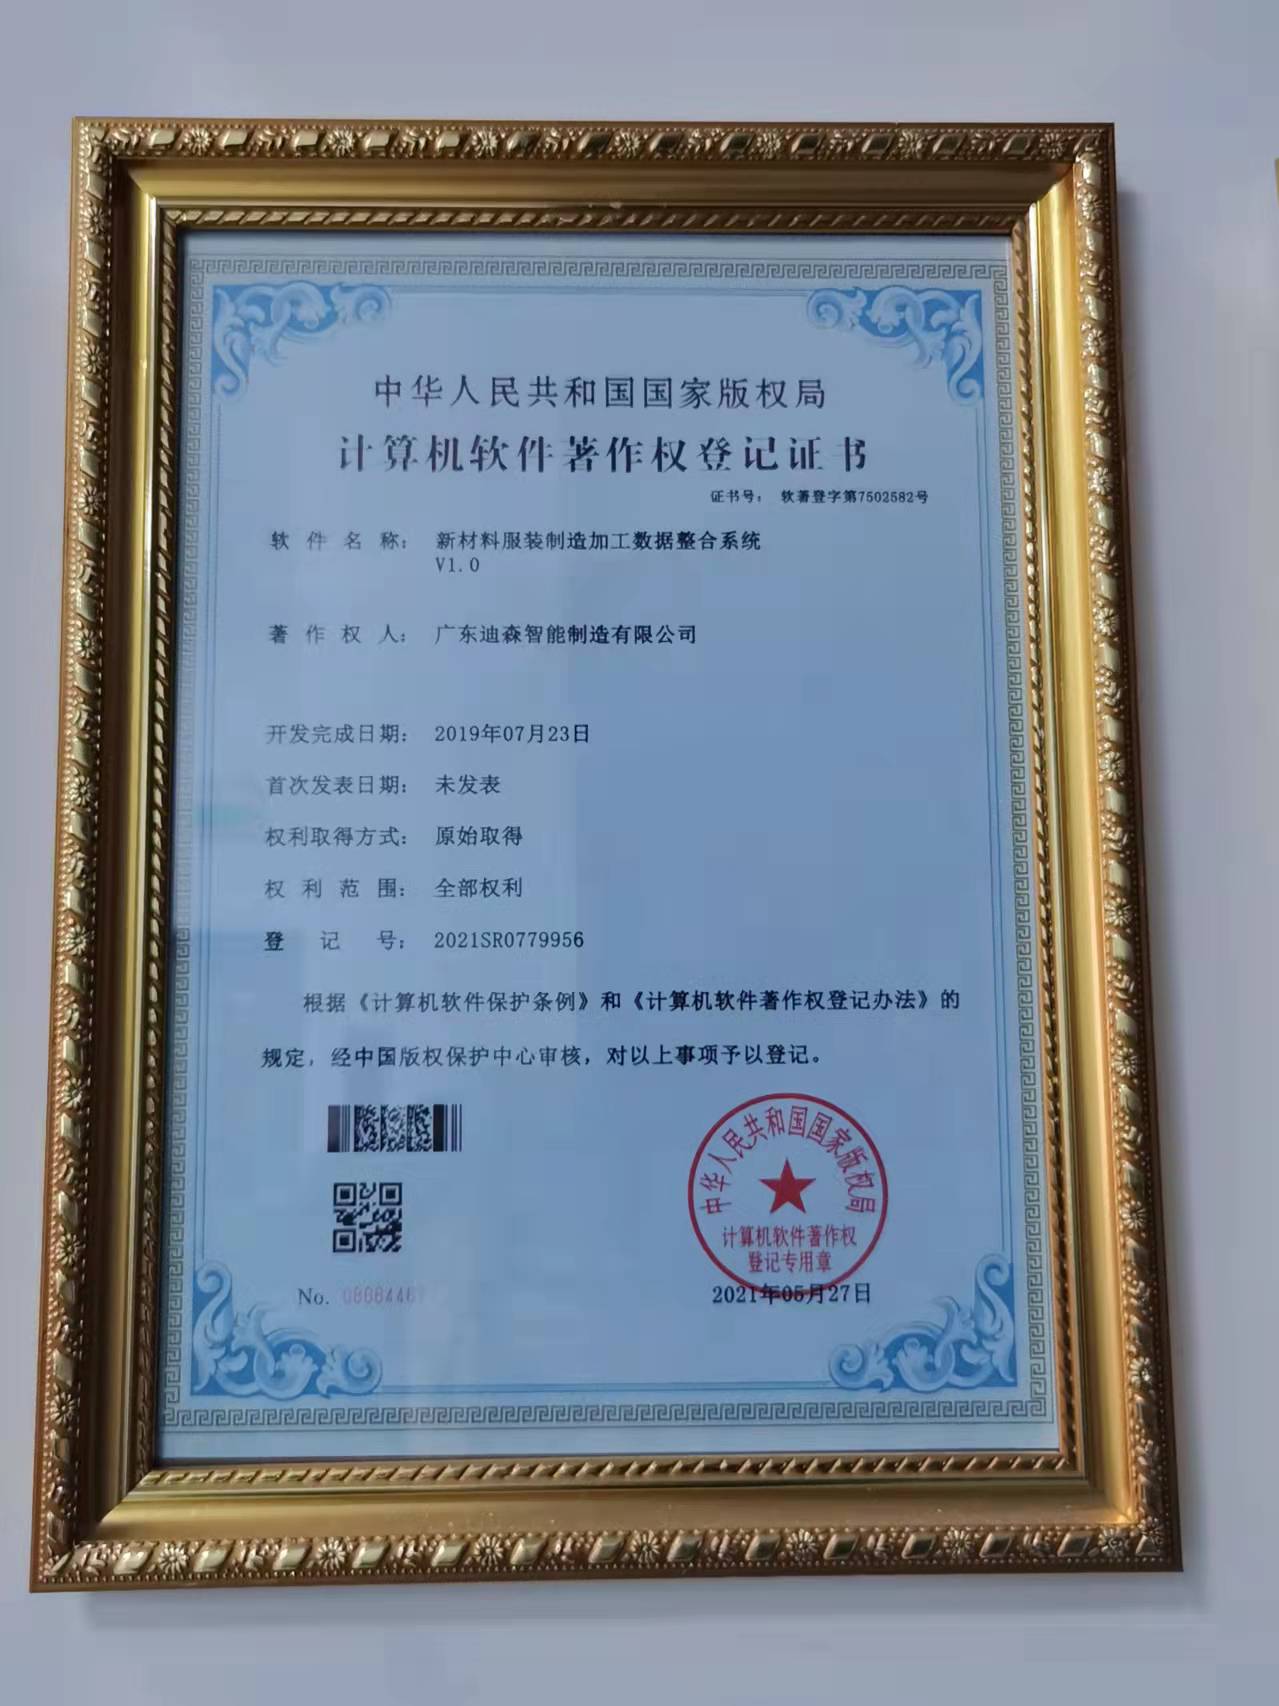 中华人民共和国国家版权局
计算机软件著作权登记证书
证书号： 软著登字第7502582号
软件名称： 新材料服装制造加工数据整合系统
V1.0
著作权人： 广东迪森智能制造有限公司
开发完成日期： 2019年07月23日
首次发表日期： 未发表
权利取得方式： 原始取得
权利范围： 全部权利
登记号： 2021SR0779956
根据《计算机软件保护条例》和《计算机软件著作权登记办法》的
规定，经中国版权保护中心审核，对以上事项予以登记。
中华人民共和国国家版权局
计算机软件著作权
登记专用章
No.
2021年05月27日